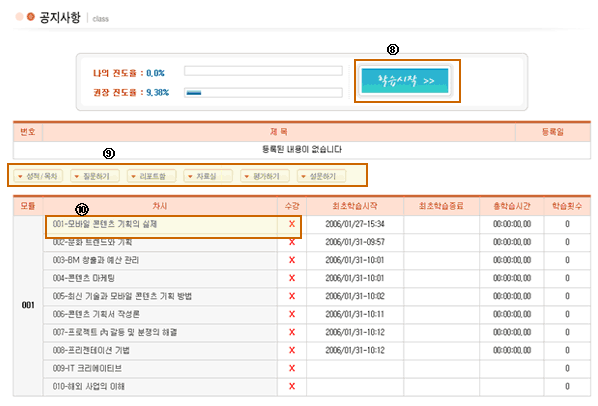 공지사항 | class
⑧
나의 진도율 : 0.0%
권장 진도율 : 9.38%
학습시작 >>
번호 제 목 등록일
등록된 내용이 없습니다
⑨
성적/목차 질문하기 리포트함 자료실 평가하기 설문하기
⑩
모듈 차시 수강 최초학습시작 최초학습종료 총학습시간 학습횟수
001-모바일 콘텐츠 기획의 실제 X 2006/01/27-15:34 00:00:00.00 0
002-문화 트렌드와 기획 X 2006/01/31-09:57 00:00:00.00 0
003-BM 창출과 예산 관리 X 2006/01/31-10:01 00:00:00.00 0
004-콘텐츠 마케팅 X 2006/01/31-10:01 00:00:00.00 0
001 005-최신 기술과 모바일 콘텐츠 기획 방법 X 2006/01/31-10:02 00:00:00.00 0
006-콘텐츠 기획서 작성론 X 2006/01/31-10:11 00:00:00.00 0
007-프로젝트 內 갈등 및 분쟁의 해결 X 2006/01/31-10:12 00:00:00.00 0
008-프리젠테이션 기법 X 2006/01/31-10:12 00:00:00.00 0
009-IT 크리에이티브 X 0
010-해외 사업의 이해 X 0